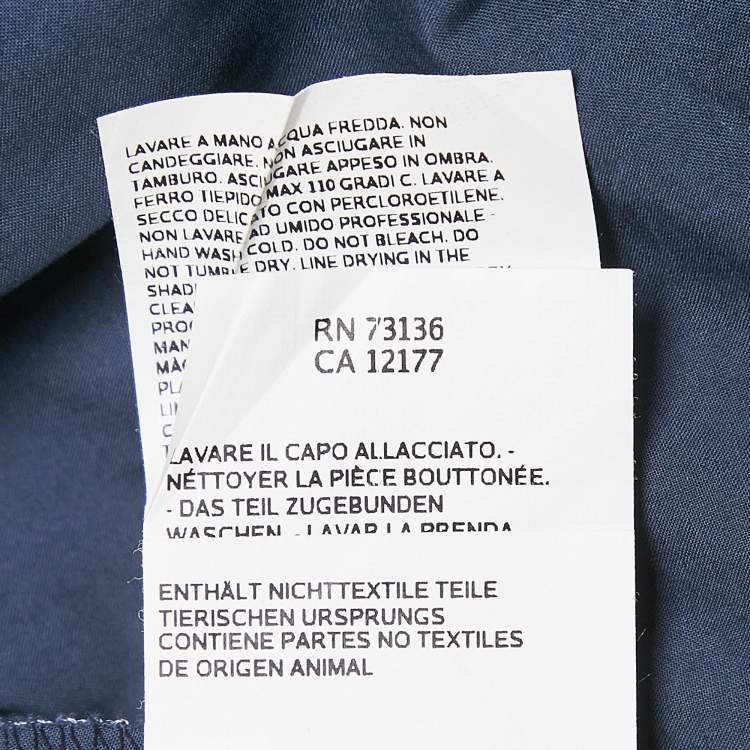 LAVARE A MANO ACQUA FREDDA. NON
CANDEGGIARE. NON ASCIUGARE IN
TAMBURO. ASCIUGARE APPESO IN OMBRA.
FERRO TIEPIDO MAX 110 GRADI C. LAVARE A
SECCO DELICATO CON PERCLOROETILENE.
NON LAVARE AD UMIDO PROFESSIONALE -
HAND WASH COLD. DO NOT BLEACH. DO
NOT TUMBLE DRY. LINE DRYING IN THE
RN 73136
CA 12177
LAVARE IL CAPO ALLACCIATO. -
NÉTTOYER LA PIÈCE BOUTTONÉE.
- DAS TEIL ZUGEBUNDEN
WASCHEN. - LAVAR LA PRENDA
ENTHÄLT NICHTTEXTILE TEILE
TIERISCHEN URSPRUNGS
CONTIENE PARTES NO TEXTILES
DE ORIGEN ANIMAL